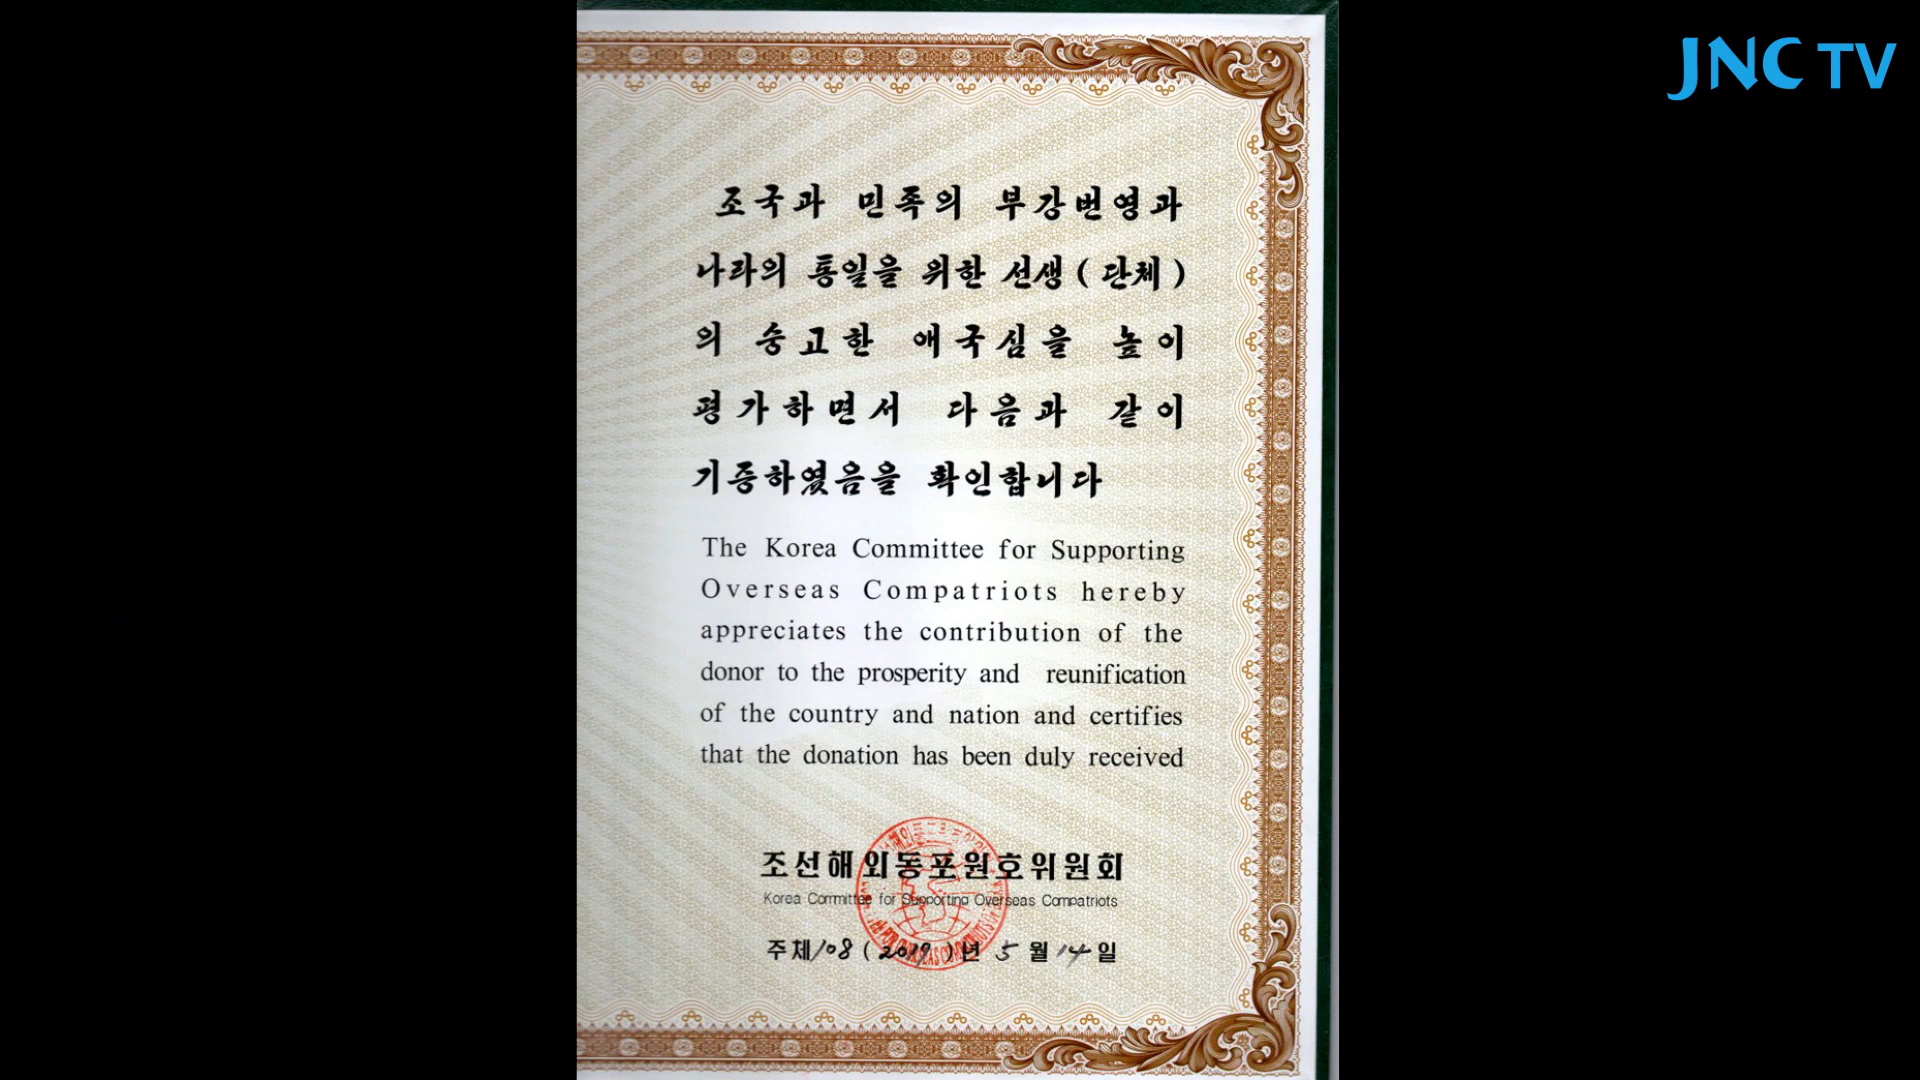 JNC TV
조국과 민족의 부강번영과
나라의 통일을 위한 선생(단체)
의 숭고한 애국심을 높이
평가하면서 다음과 같이
기증하였음을 확인합니다
The Korea Committee for Supporting
Overseas Compatriots hereby
appreciates the contribution of the
donor to the prosperity and reunification
of the country and nation and certifies
that the donation has been duly received
조선해외동포원호위원회
Korea Committee for Supporting Overseas Compatriots
주체108(2019)년 5월 14일